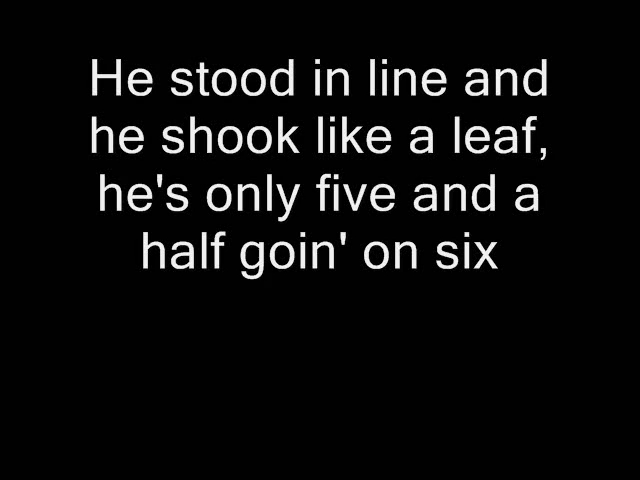 He stood in line and
he shook like a leaf,
he's only five and a
half goin' on six